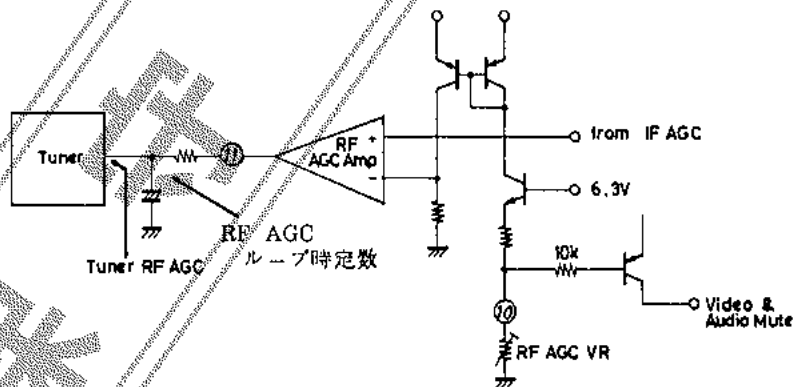 from IF AGC
RF
AGC Amp
+
−
Tuner
11
6.3V
RF AGC
ループ時定数
Tuner RF AGC
10k
10
Video &
Audio Mute
RF AGC VR